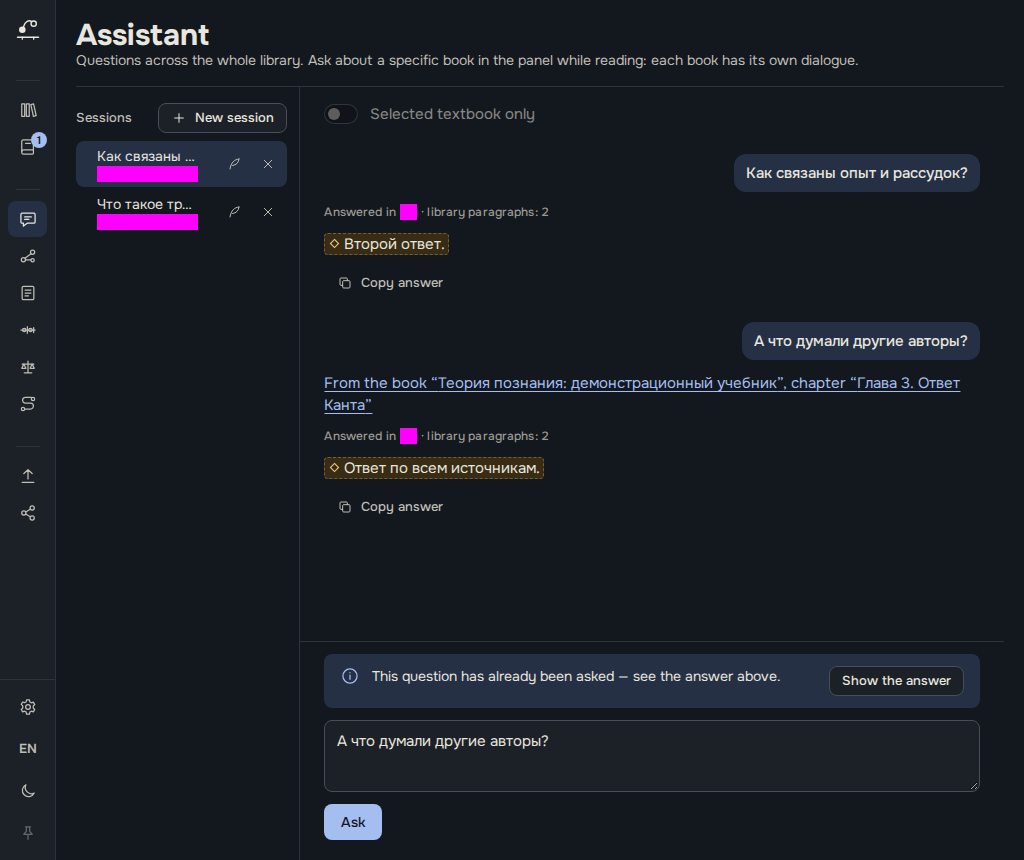 Assistant
Questions across the whole library. Ask about a specific book in the panel while reading: each book has its own dialogue.
1
EN
Sessions
New session
Как связаны ...
Что такое тр...
Selected textbook only
Как связаны опыт и рассудок?
Answered in · library paragraphs: 2
Второй ответ.
Copy answer
А что думали другие авторы?
From the book “Теория познания: демонстрационный учебник”, chapter “Глава 3. Ответ
Канта”
Answered in · library paragraphs: 2
Ответ по всем источникам.
Copy answer
This question has already been asked — see the answer above.
Show the answer
А что думали другие авторы?
Ask